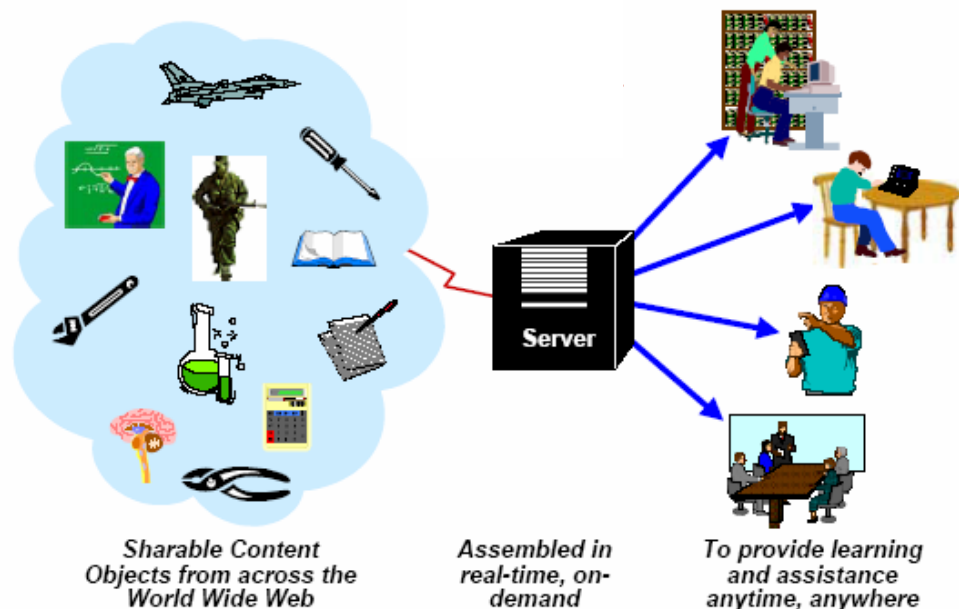 Server
Sharable Content
Objects from across the
World Wide Web
Assembled in
real-time, on-
demand
To provide learning
and assistance
anytime, anywhere